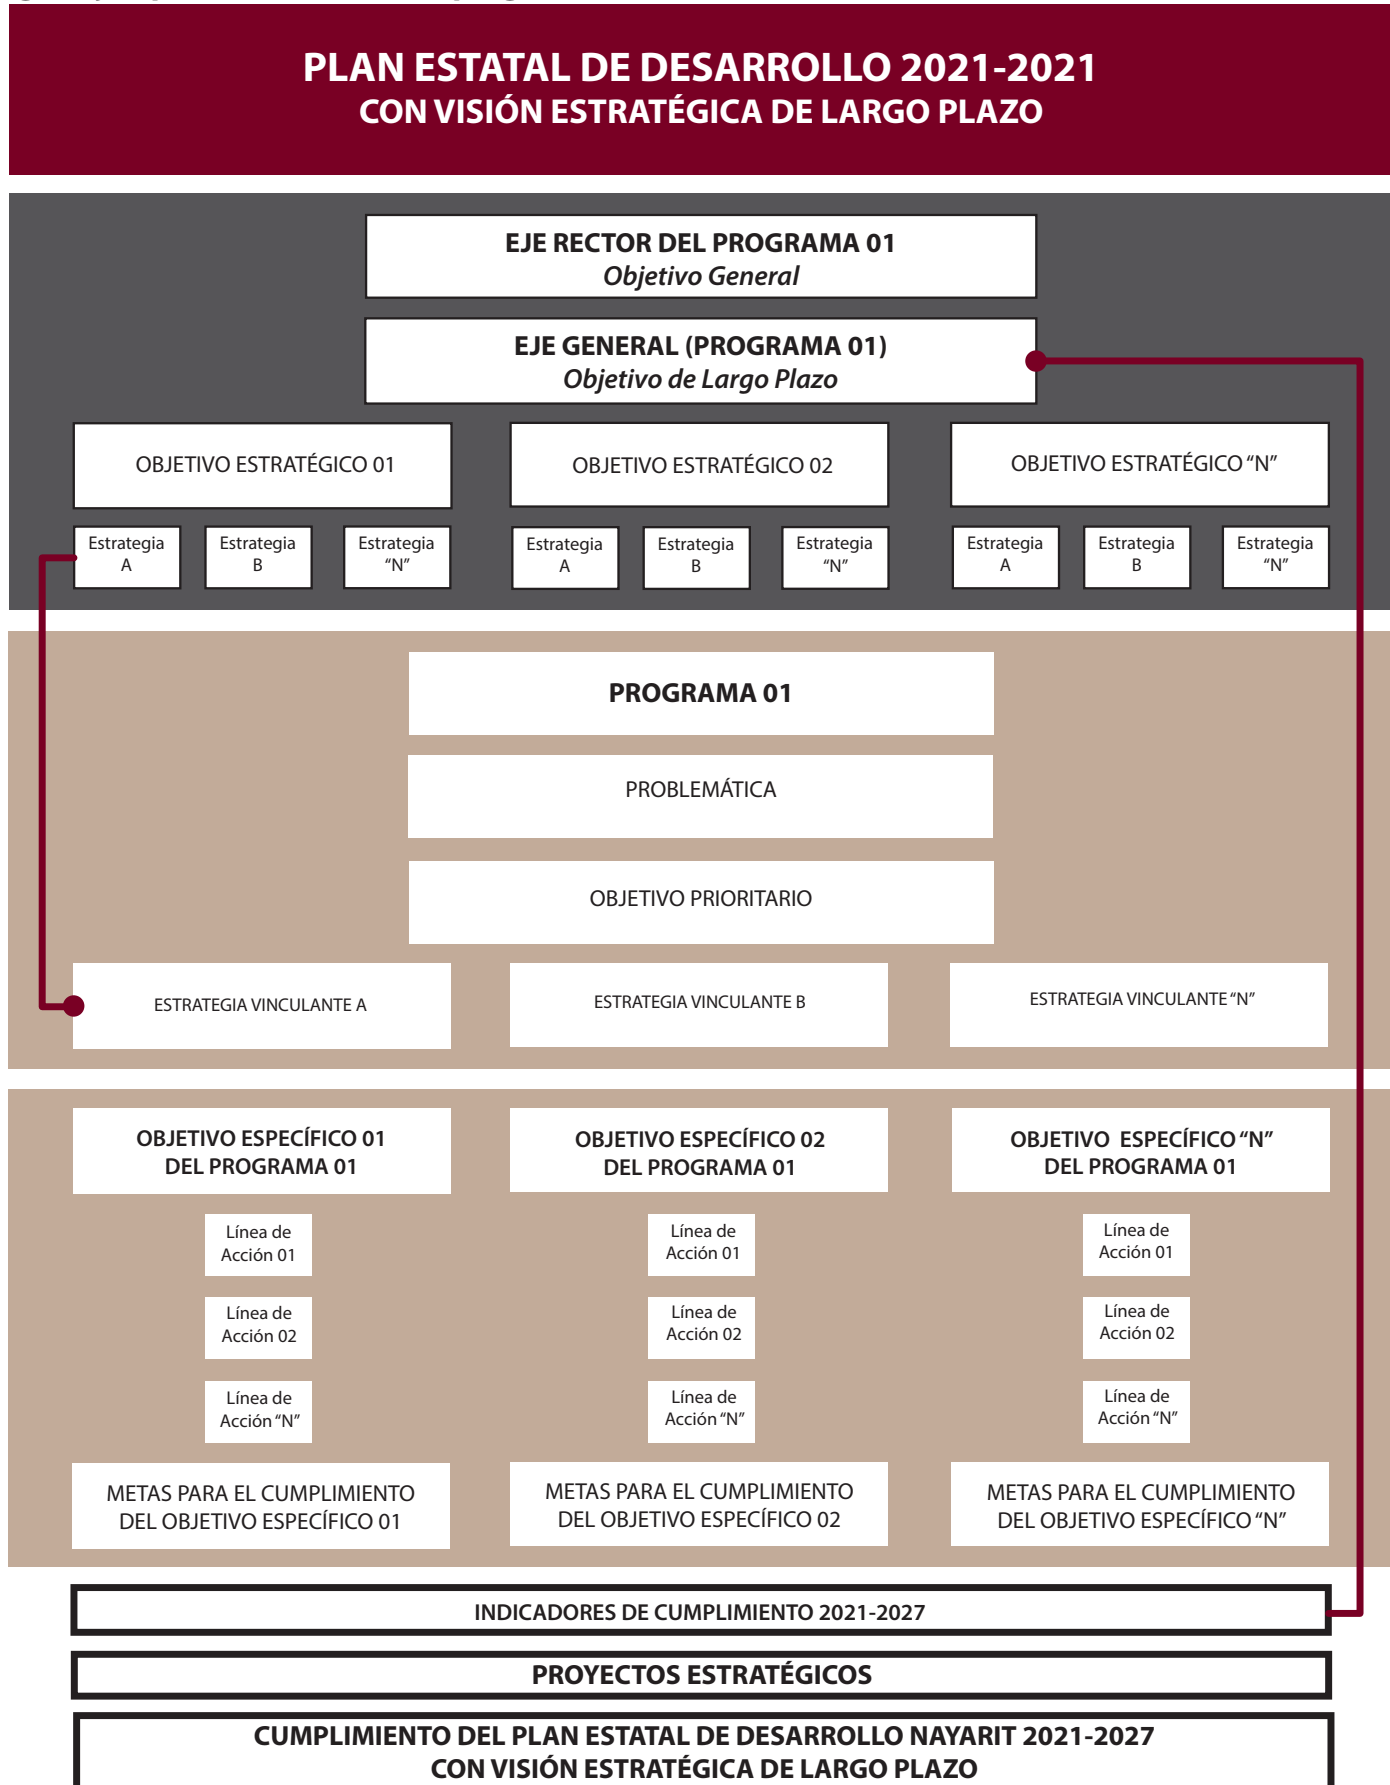 PLAN ESTATAL DE DESARROLLO 2021-2021
CON VISIÓN ESTRATÉGICA DE LARGO PLAZO
EJE RECTOR DEL PROGRAMA 01
Objetivo General
EJE GENERAL (PROGRAMA 01)
Objetivo de Largo Plazo
OBJETIVO ESTRATÉGICO 01
OBJETIVO ESTRATÉGICO 02
OBJETIVO ESTRATÉGICO “N”
Estrategia
A
Estrategia
B
Estrategia
“N”
Estrategia
A
Estrategia
B
Estrategia
“N”
Estrategia
A
Estrategia
B
Estrategia
“N”
PROGRAMA 01
PROBLEMÁTICA
OBJETIVO PRIORITARIO
ESTRATEGIA VINCULANTE A
ESTRATEGIA VINCULANTE B
ESTRATEGIA VINCULANTE “N”
OBJETIVO ESPECÍFICO 01
DEL PROGRAMA 01
OBJETIVO ESPECÍFICO 02
DEL PROGRAMA 01
OBJETIVO ESPECÍFICO “N”
DEL PROGRAMA 01
Línea de
Acción 01
Línea de
Acción 01
Línea de
Acción 01
Línea de
Acción 02
Línea de
Acción 02
Línea de
Acción 02
Línea de
Acción “N”
Línea de
Acción “N”
Línea de
Acción “N”
METAS PARA EL CUMPLIMIENTO
DEL OBJETIVO ESPECÍFICO 01
METAS PARA EL CUMPLIMIENTO
DEL OBJETIVO ESPECÍFICO 02
METAS PARA EL CUMPLIMIENTO
DEL OBJETIVO ESPECÍFICO “N”
INDICADORES DE CUMPLIMIENTO 2021-2027
PROYECTOS ESTRATÉGICOS
CUMPLIMIENTO DEL PLAN ESTATAL DE DESARROLLO NAYARIT 2021-2027
CON VISIÓN ESTRATÉGICA DE LARGO PLAZO